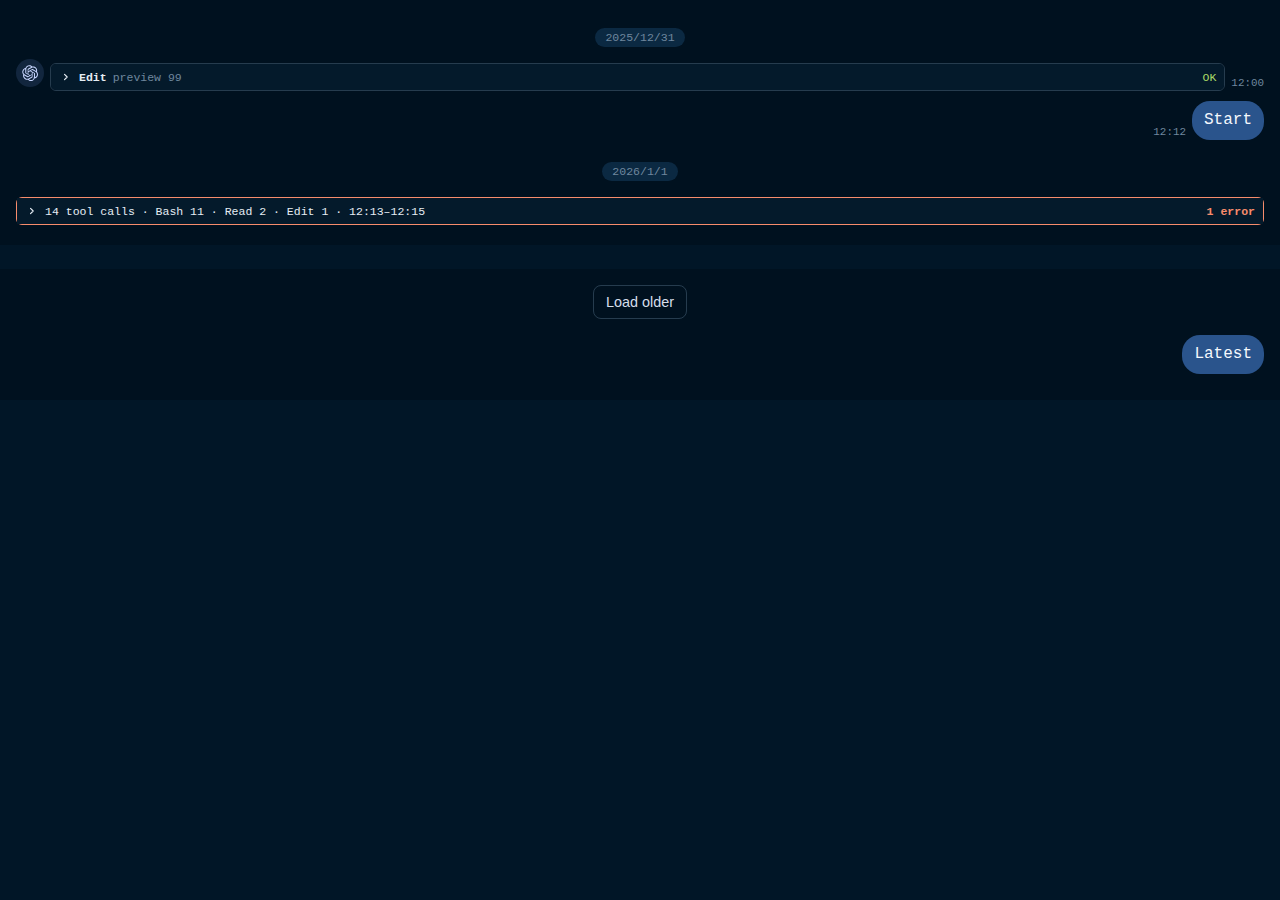 2025/12/31
Edit preview 99 OK 12:00
12:12 Start
2026/1/1
14 tool calls · Bash 11 · Read 2 · Edit 1 · 12:13–12:15 1 error
Load older
Latest